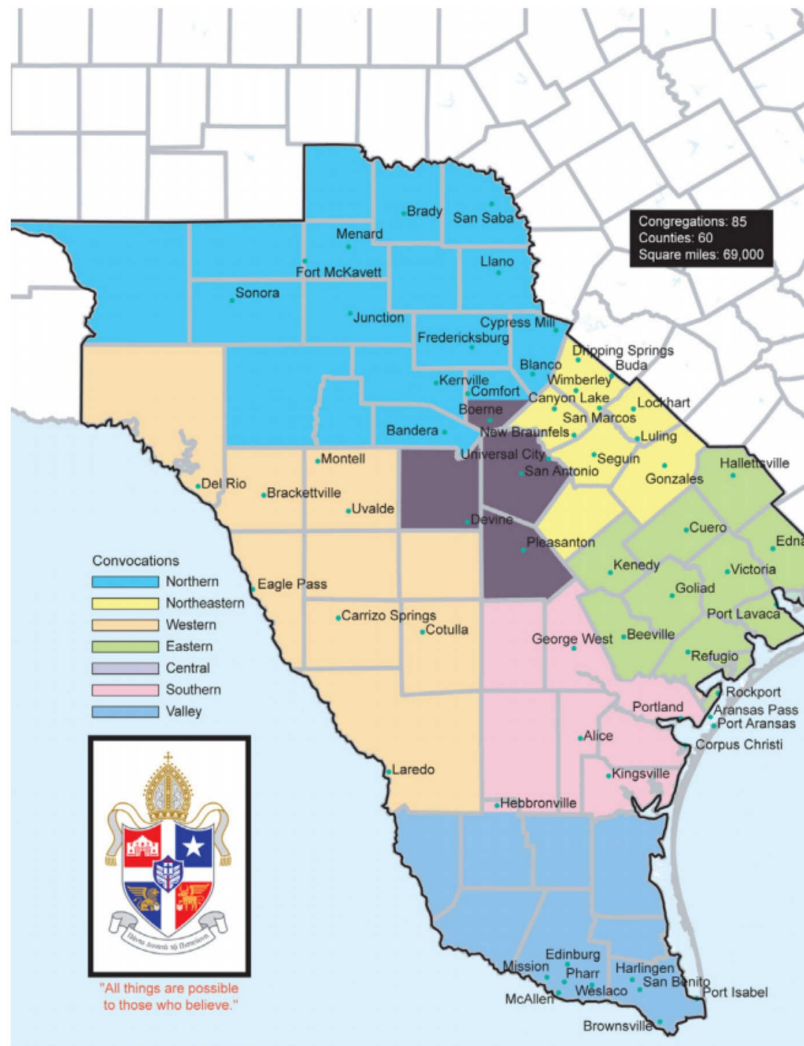 Brady
San Saba
Congregations: 85
Counties: 60
Square miles: 69,000
Menard
Fort McKavett
Llano
Sonora
Junction
Cypress Mill
Fredericksburg
Dripping Springs
Buda
Blanco
Wimberley
Kerrville
Comfort
Canyon Lake
Lockhart
Boerne
San Marcos
Bandera
New Braunfels
Luling
Universal City
Seguin
Montell
San Antonio
Gonzales
Hallettsville
Del Rio
Brackettville
Uvalde
Devine
Cuero
Pleasanton
Edna
Kenedy
Victoria
Eagle Pass
Goliad
Port Lavaca
Carrizo Springs
Cotulla
George West
Beeville
Refugio
Convocations
Northern
Northeastern
Western
Eastern
Central
Southern
Valley
Rockport
Portland
Aransas Pass
Port Aransas
Alice
Corpus Christi
Laredo
Kingsville
Hebbronville
Edinburg
Mission
Pharr
Harlingen
San Benito
McAllen
Weslaco
Port Isabel
Brownsville
"All things are possible
to those who believe."